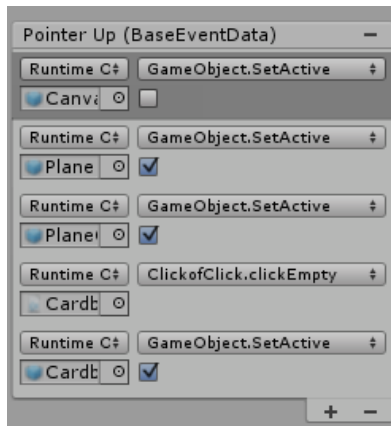 Pointer Up (BaseEventData)
Runtime C GameObject.SetActive
Canva
Runtime C GameObject.SetActive
Plane
Runtime C GameObject.SetActive
Plane
Runtime C ClickofClick.clickEmpty
Cardb
Runtime C GameObject.SetActive
Cardb